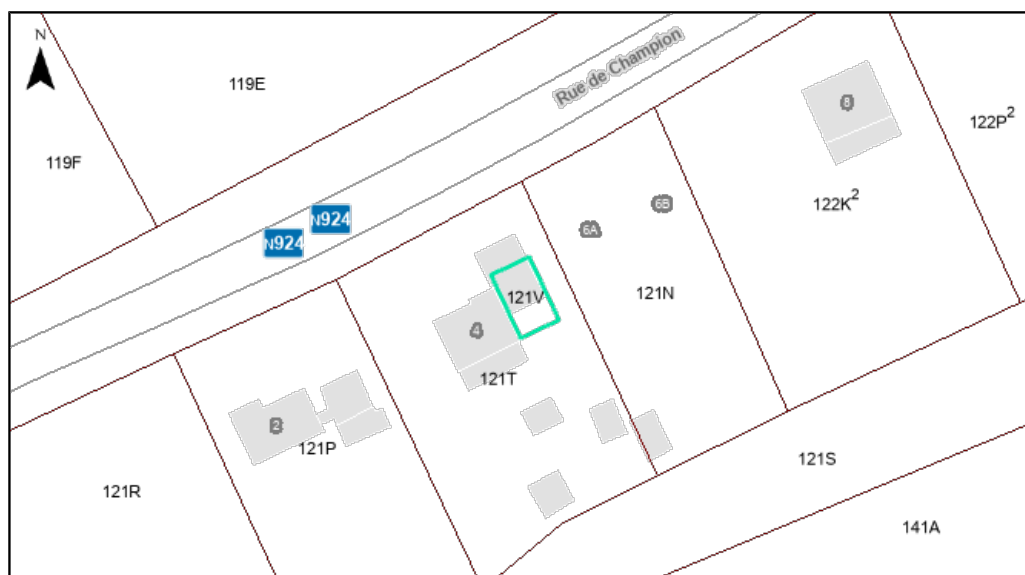 N
119E
Rue de Champion
8
122P²
119F
6B
122K²
N924
6A
N924
121V
121N
4
121T
2
121P
121S
121R
141A